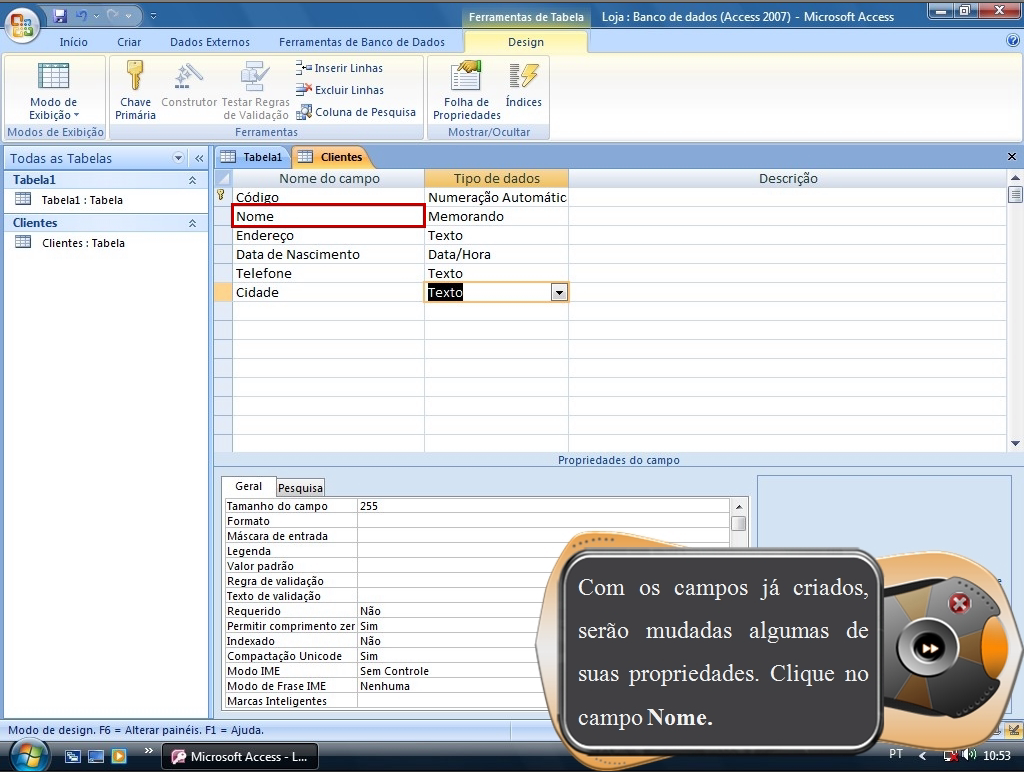 Ferramentas de Tabela
Loja : Banco de dados (Access 2007) - Microsoft Access
Início
Criar
Dados Externos
Ferramentas de Banco de Dados
Design
Modo de
Exibição
Modos de Exibição
Chave
Primária
Construtor
Testar Regras
de Validação
Inserir Linhas
Excluir Linhas
Coluna de Pesquisa
Ferramentas
Folha de
Propriedades
Índices
Mostrar/Ocultar
Todas as Tabelas
Tabela1
Tabela1 : Tabela
Clientes
Clientes : Tabela
Tabela1
Clientes
Nome do campo
Tipo de dados
Descrição
Código
Numeração Automátic
Nome
Memorando
Endereço
Texto
Data de Nascimento
Data/Hora
Telefone
Texto
Cidade
Texto
Propriedades do campo
Geral
Pesquisa
Tamanho do campo
255
Formato
Máscara de entrada
Legenda
Valor padrão
Regra de validação
Texto de validação
Requerido
Não
Permitir comprimento zer
Sim
Indexado
Não
Compactação Unicode
Sim
Modo IME
Sem Controle
Modo de Frase IME
Nenhuma
Marcas Inteligentes
Com os campos já criados,
serão mudadas algumas de
suas propriedades. Clique no
campo Nome.
Modo de design. F6 = Alterar painéis. F1 = Ajuda.
Microsoft Access - L...
PT
10:53